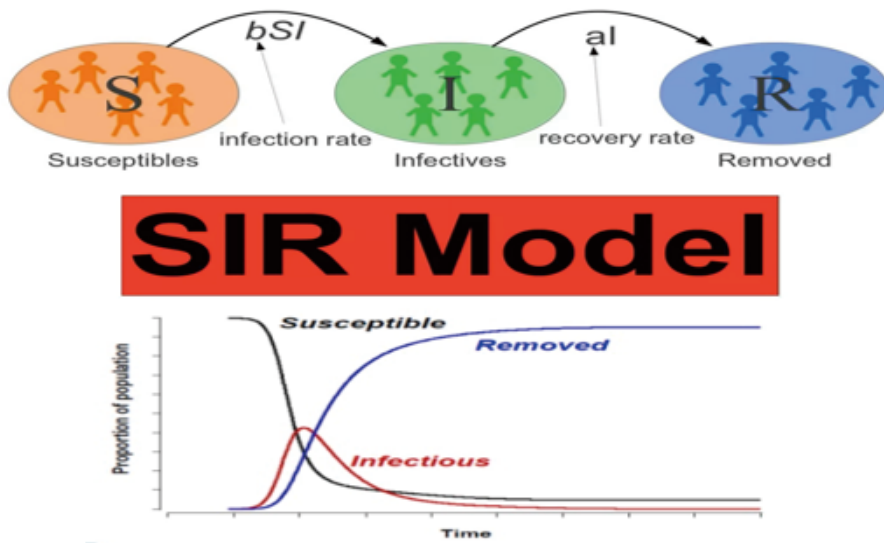 bSI
aI
S
I
R
infection rate
recovery rate
Susceptibles
Infectives
Removed
SIR Model
Susceptible
Removed
Infectious
Proportion of population
Time